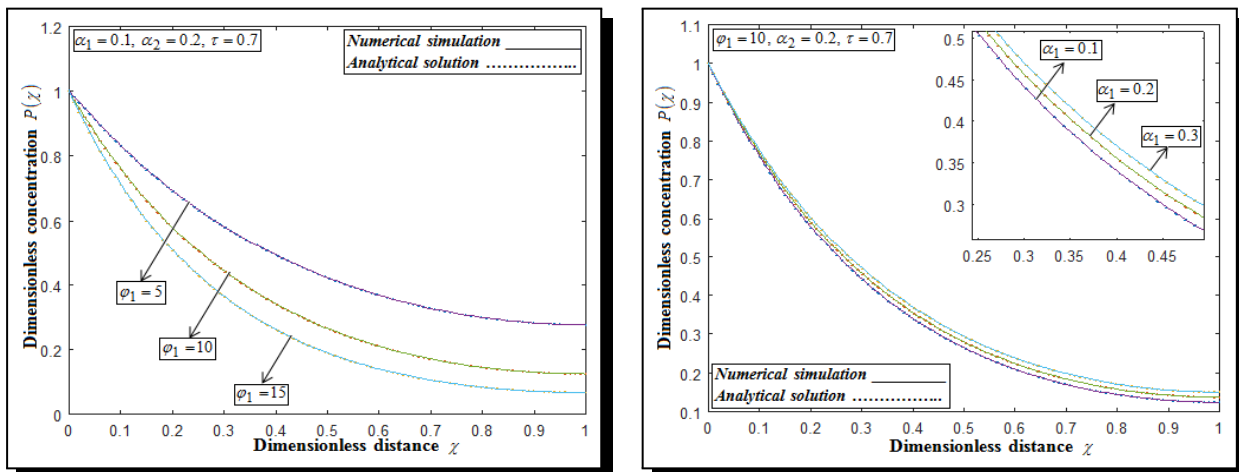 α₁ = 0.1, α₂ = 0.2, τ = 0.7
Numerical simulation ___________
Analytical solution ……………...
Dimensionless concentration P(χ)
1.2
1
0.8
0.6
0.4
0.2
0
φ₁ = 5
φ₁ = 10
φ₁ = 15
0 0.1 0.2 0.3 0.4 0.5 0.6 0.7 0.8 0.9 1
Dimensionless distance χ
φ₁ = 10, α₂ = 0.2, τ = 0.7
Dimensionless concentration P(χ)
1.1
1
0.9
0.8
0.7
0.6
0.5
0.4
0.3
0.2
0.1
0.5
0.45
0.4
0.35
0.3
α₁ = 0.1
α₁ = 0.2
α₁ = 0.3
0.25 0.3 0.35 0.4 0.45
Numerical simulation ___________
Analytical solution ……………...
0 0.1 0.2 0.3 0.4 0.5 0.6 0.7 0.8 0.9 1
Dimensionless distance χ